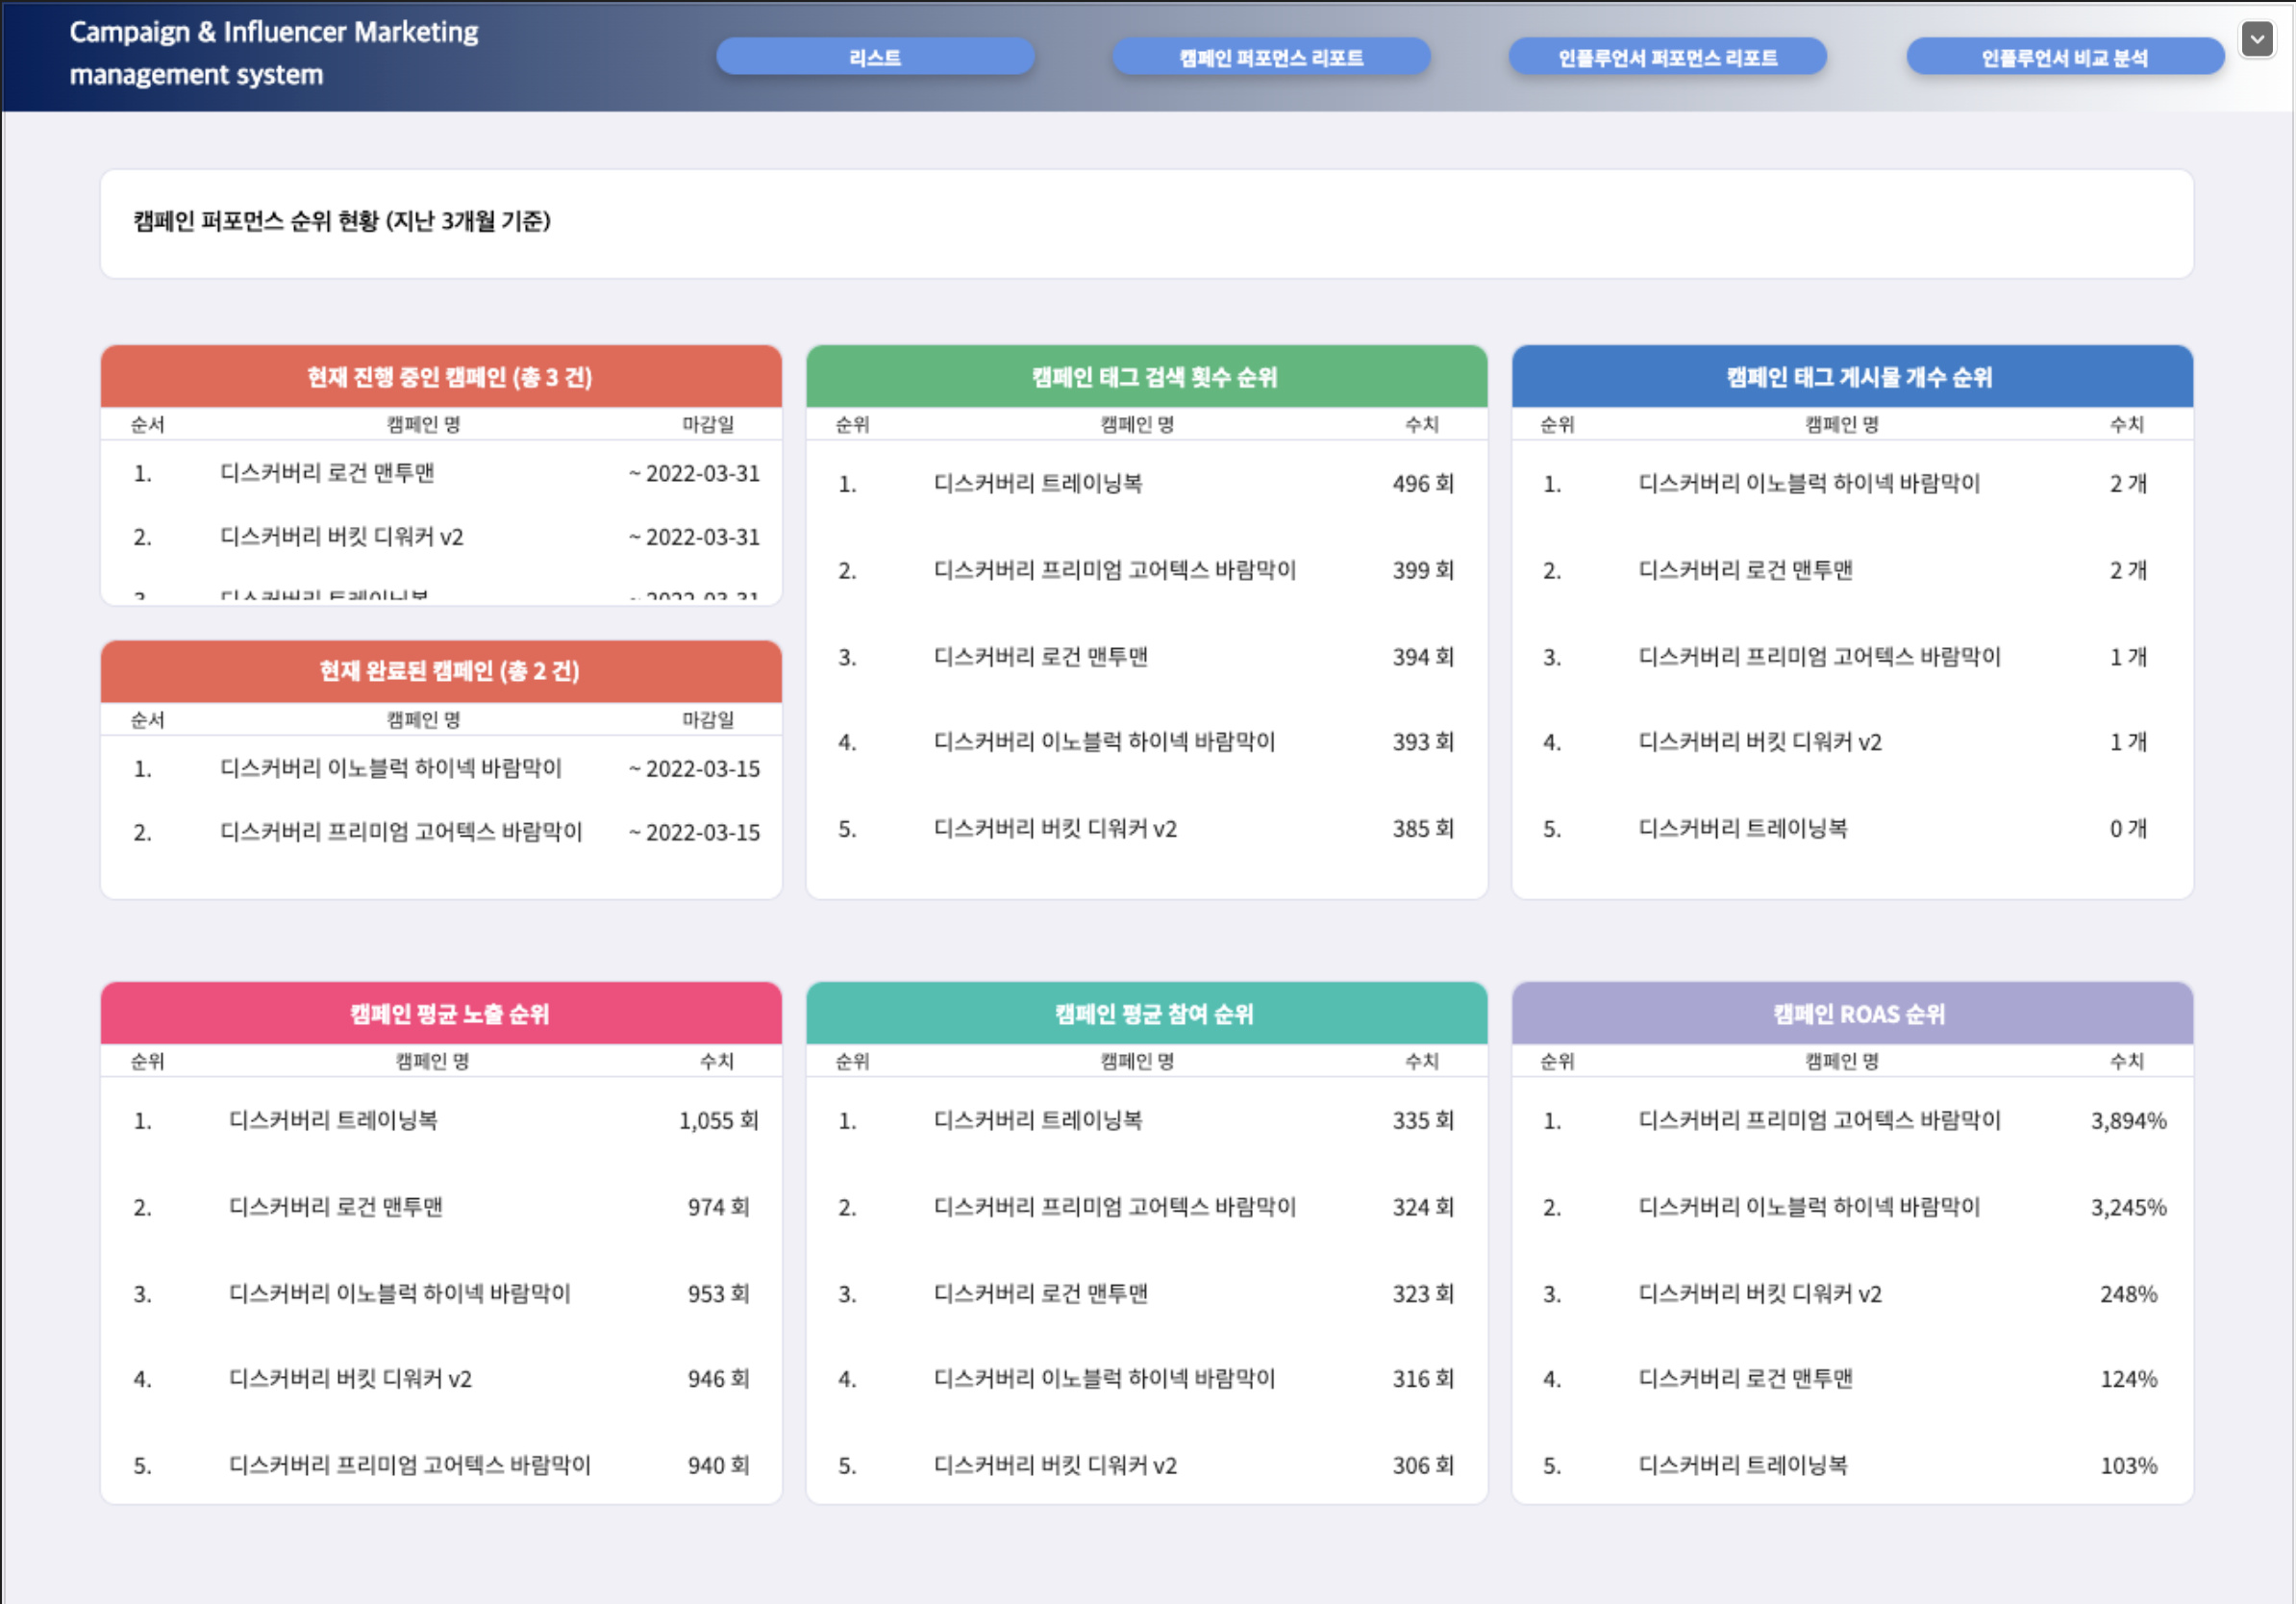 Campaign & Influencer Marketing
management system
리스트
캠페인 퍼포먼스 리포트
인플루언서 퍼포먼스 리포트
인플루언서 비교 분석
캠페인 퍼포먼스 순위 현황 (지난 3개월 기준)
현재 진행 중인 캠페인 (총 3 건)
순서 캠페인 명 마감일
1. 디스커버리 로건 맨투맨 ~ 2022-03-31
2. 디스커버리 버킷 디워커 v2 ~ 2022-03-31
3. 디스커버리 트레이닝복 ~ 2022-03-31
현재 완료된 캠페인 (총 2 건)
순서 캠페인 명 마감일
1. 디스커버리 이노블럭 하이넥 바람막이 ~ 2022-03-15
2. 디스커버리 프리미엄 고어텍스 바람막이 ~ 2022-03-15
캠페인 태그 검색 횟수 순위
순위 캠페인 명 수치
1. 디스커버리 트레이닝복 496 회
2. 디스커버리 프리미엄 고어텍스 바람막이 399 회
3. 디스커버리 로건 맨투맨 394 회
4. 디스커버리 이노블럭 하이넥 바람막이 393 회
5. 디스커버리 버킷 디워커 v2 385 회
캠페인 태그 게시물 개수 순위
순위 캠페인 명 수치
1. 디스커버리 이노블럭 하이넥 바람막이 2 개
2. 디스커버리 로건 맨투맨 2 개
3. 디스커버리 프리미엄 고어텍스 바람막이 1 개
4. 디스커버리 버킷 디워커 v2 1 개
5. 디스커버리 트레이닝복 0 개
캠페인 평균 노출 순위
순위 캠페인 명 수치
1. 디스커버리 트레이닝복 1,055 회
2. 디스커버리 로건 맨투맨 974 회
3. 디스커버리 이노블럭 하이넥 바람막이 953 회
4. 디스커버리 버킷 디워커 v2 946 회
5. 디스커버리 프리미엄 고어텍스 바람막이 940 회
캠페인 평균 참여 순위
순위 캠페인 명 수치
1. 디스커버리 트레이닝복 335 회
2. 디스커버리 프리미엄 고어텍스 바람막이 324 회
3. 디스커버리 로건 맨투맨 323 회
4. 디스커버리 이노블럭 하이넥 바람막이 316 회
5. 디스커버리 버킷 디워커 v2 306 회
캠페인 ROAS 순위
순위 캠페인 명 수치
1. 디스커버리 프리미엄 고어텍스 바람막이 3,894%
2. 디스커버리 이노블럭 하이넥 바람막이 3,245%
3. 디스커버리 버킷 디워커 v2 248%
4. 디스커버리 로건 맨투맨 124%
5. 디스커버리 트레이닝복 103%